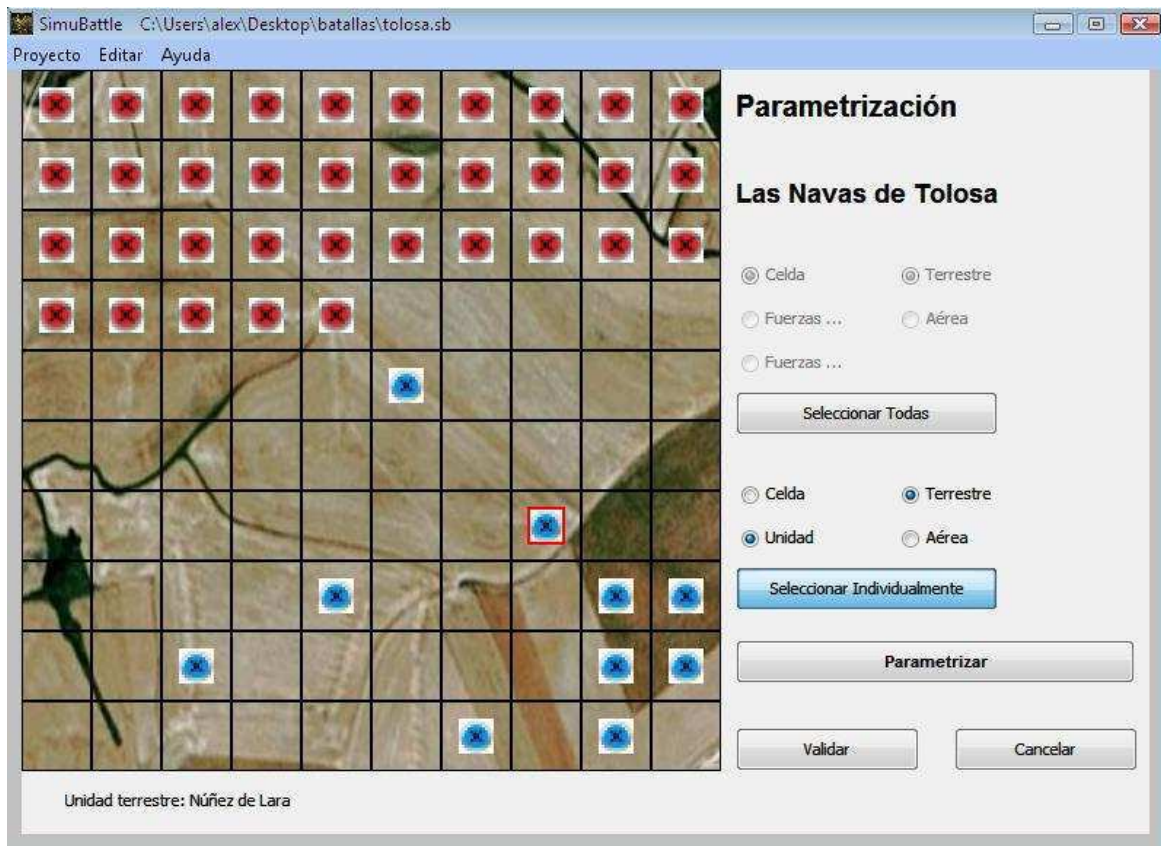 SimuBattle C:\Users\alex\Desktop\batallas\tolosa.sb
Proyecto Editar Ayuda
Parametrización
Las Navas de Tolosa
Celda Terrestre
Fuerzas ... Aérea
Fuerzas ...
Seleccionar Todas
Celda Terrestre
Unidad Aérea
Seleccionar Individualmente
Parametrizar
Validar Cancelar
Unidad terrestre: Núñez de Lara